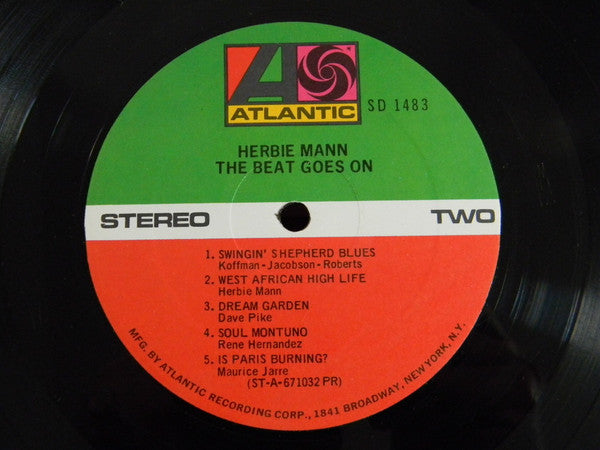 ATLANTIC
SD 1483
HERBIE MANN
THE BEAT GOES ON
STEREO
TWO
1. SWINGIN' SHEPHERD BLUES
Koffman-Jacobson-Roberts
2. WEST AFRICAN HIGH LIFE
Herbie Mann
3. DREAM GARDEN
Dave Pike
4. SOUL MONTUNO
Rene Hernandez
5. IS PARIS BURNING?
Maurice Jarre
(ST-A-671032 PR)
MFG. BY ATLANTIC RECORDING CORP., 1841 BROADWAY, NEW YORK, N.Y.